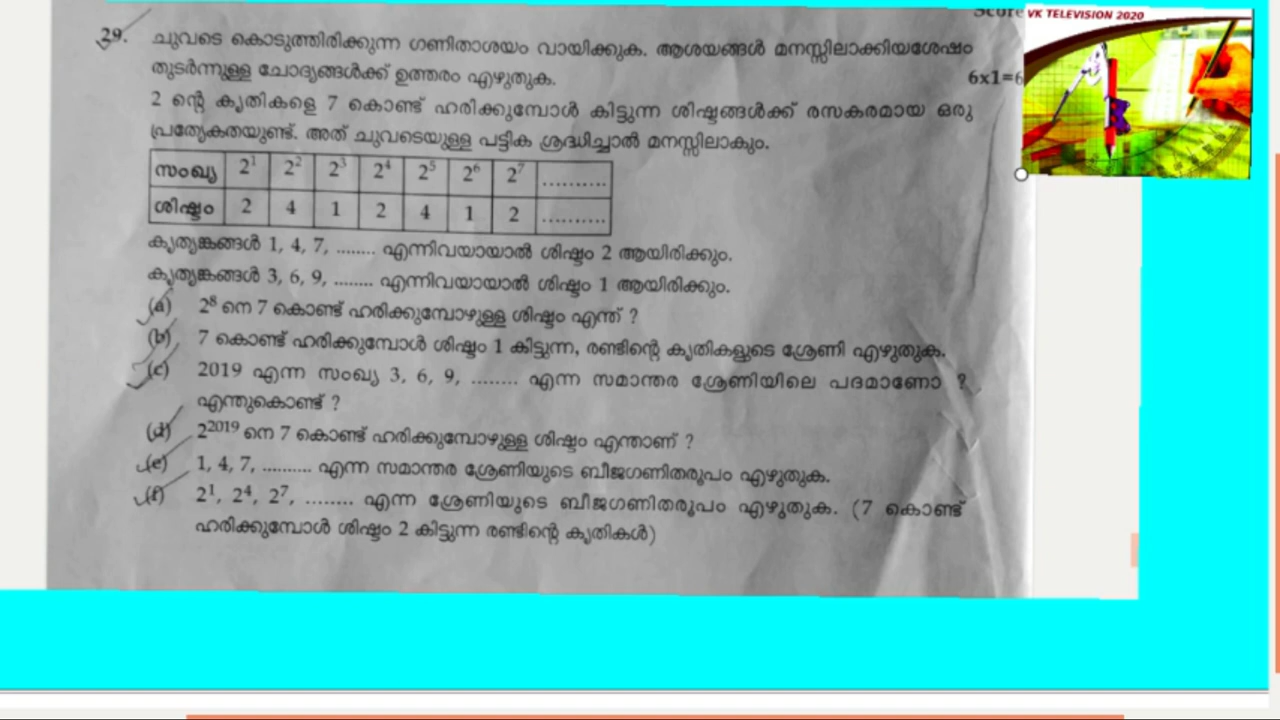 Score VK TELEVISION 2020
29. ചുവടെ കൊടുത്തിരിക്കുന്ന ഗണിതാശയം വായിക്കുക. ആശയങ്ങൾ മനസ്സിലാക്കിയശേഷം
തുടർന്നുള്ള ചോദ്യങ്ങൾക്ക് ഉത്തരം എഴുതുക. 6x1=6
2 ന്റെ കൃതികളെ 7 കൊണ്ട് ഹരിക്കുമ്പോൾ കിട്ടുന്ന ശിഷ്ടങ്ങൾക്ക് രസകരമായ ഒരു
പ്രത്യേകതയുണ്ട്. അത് ചുവടെയുള്ള പട്ടിക ശ്രദ്ധിച്ചാൽ മനസ്സിലാകും.
സംഖ്യ 2¹ 2² 2³ 2⁴ 2⁵ 2⁶ 2⁷ ..........
ശിഷ്ടം 2 4 1 2 4 1 2 ..........
കൃത്യങ്കങ്ങൾ 1, 4, 7, ........ എന്നിവയായാൽ ശിഷ്ടം 2 ആയിരിക്കും.
കൃത്യങ്കങ്ങൾ 3, 6, 9, ........ എന്നിവയായാൽ ശിഷ്ടം 1 ആയിരിക്കും.
(a) 2⁸ നെ 7 കൊണ്ട് ഹരിക്കുമ്പോഴുള്ള ശിഷ്ടം എന്ത് ?
(b) 7 കൊണ്ട് ഹരിക്കുമ്പോൾ ശിഷ്ടം 1 കിട്ടുന്ന, രണ്ടിന്റെ കൃതികളുടെ ശ്രേണി എഴുതുക.
(c) 2019 എന്ന സംഖ്യ 3, 6, 9, ........ എന്ന സമാന്തര ശ്രേണിയിലെ പദമാണോ ?
എന്തുകൊണ്ട് ?
(d) 2²⁰¹⁹ നെ 7 കൊണ്ട് ഹരിക്കുമ്പോഴുള്ള ശിഷ്ടം എന്താണ് ?
(e) 1, 4, 7, .......... എന്ന സമാന്തര ശ്രേണിയുടെ ബീജഗണിതരൂപം എഴുതുക.
(f) 2¹, 2⁴, 2⁷, ........ എന്ന ശ്രേണിയുടെ ബീജഗണിതരൂപം എഴുതുക. (7 കൊണ്ട്
ഹരിക്കുമ്പോൾ ശിഷ്ടം 2 കിട്ടുന്ന രണ്ടിന്റെ കൃതികൾ)